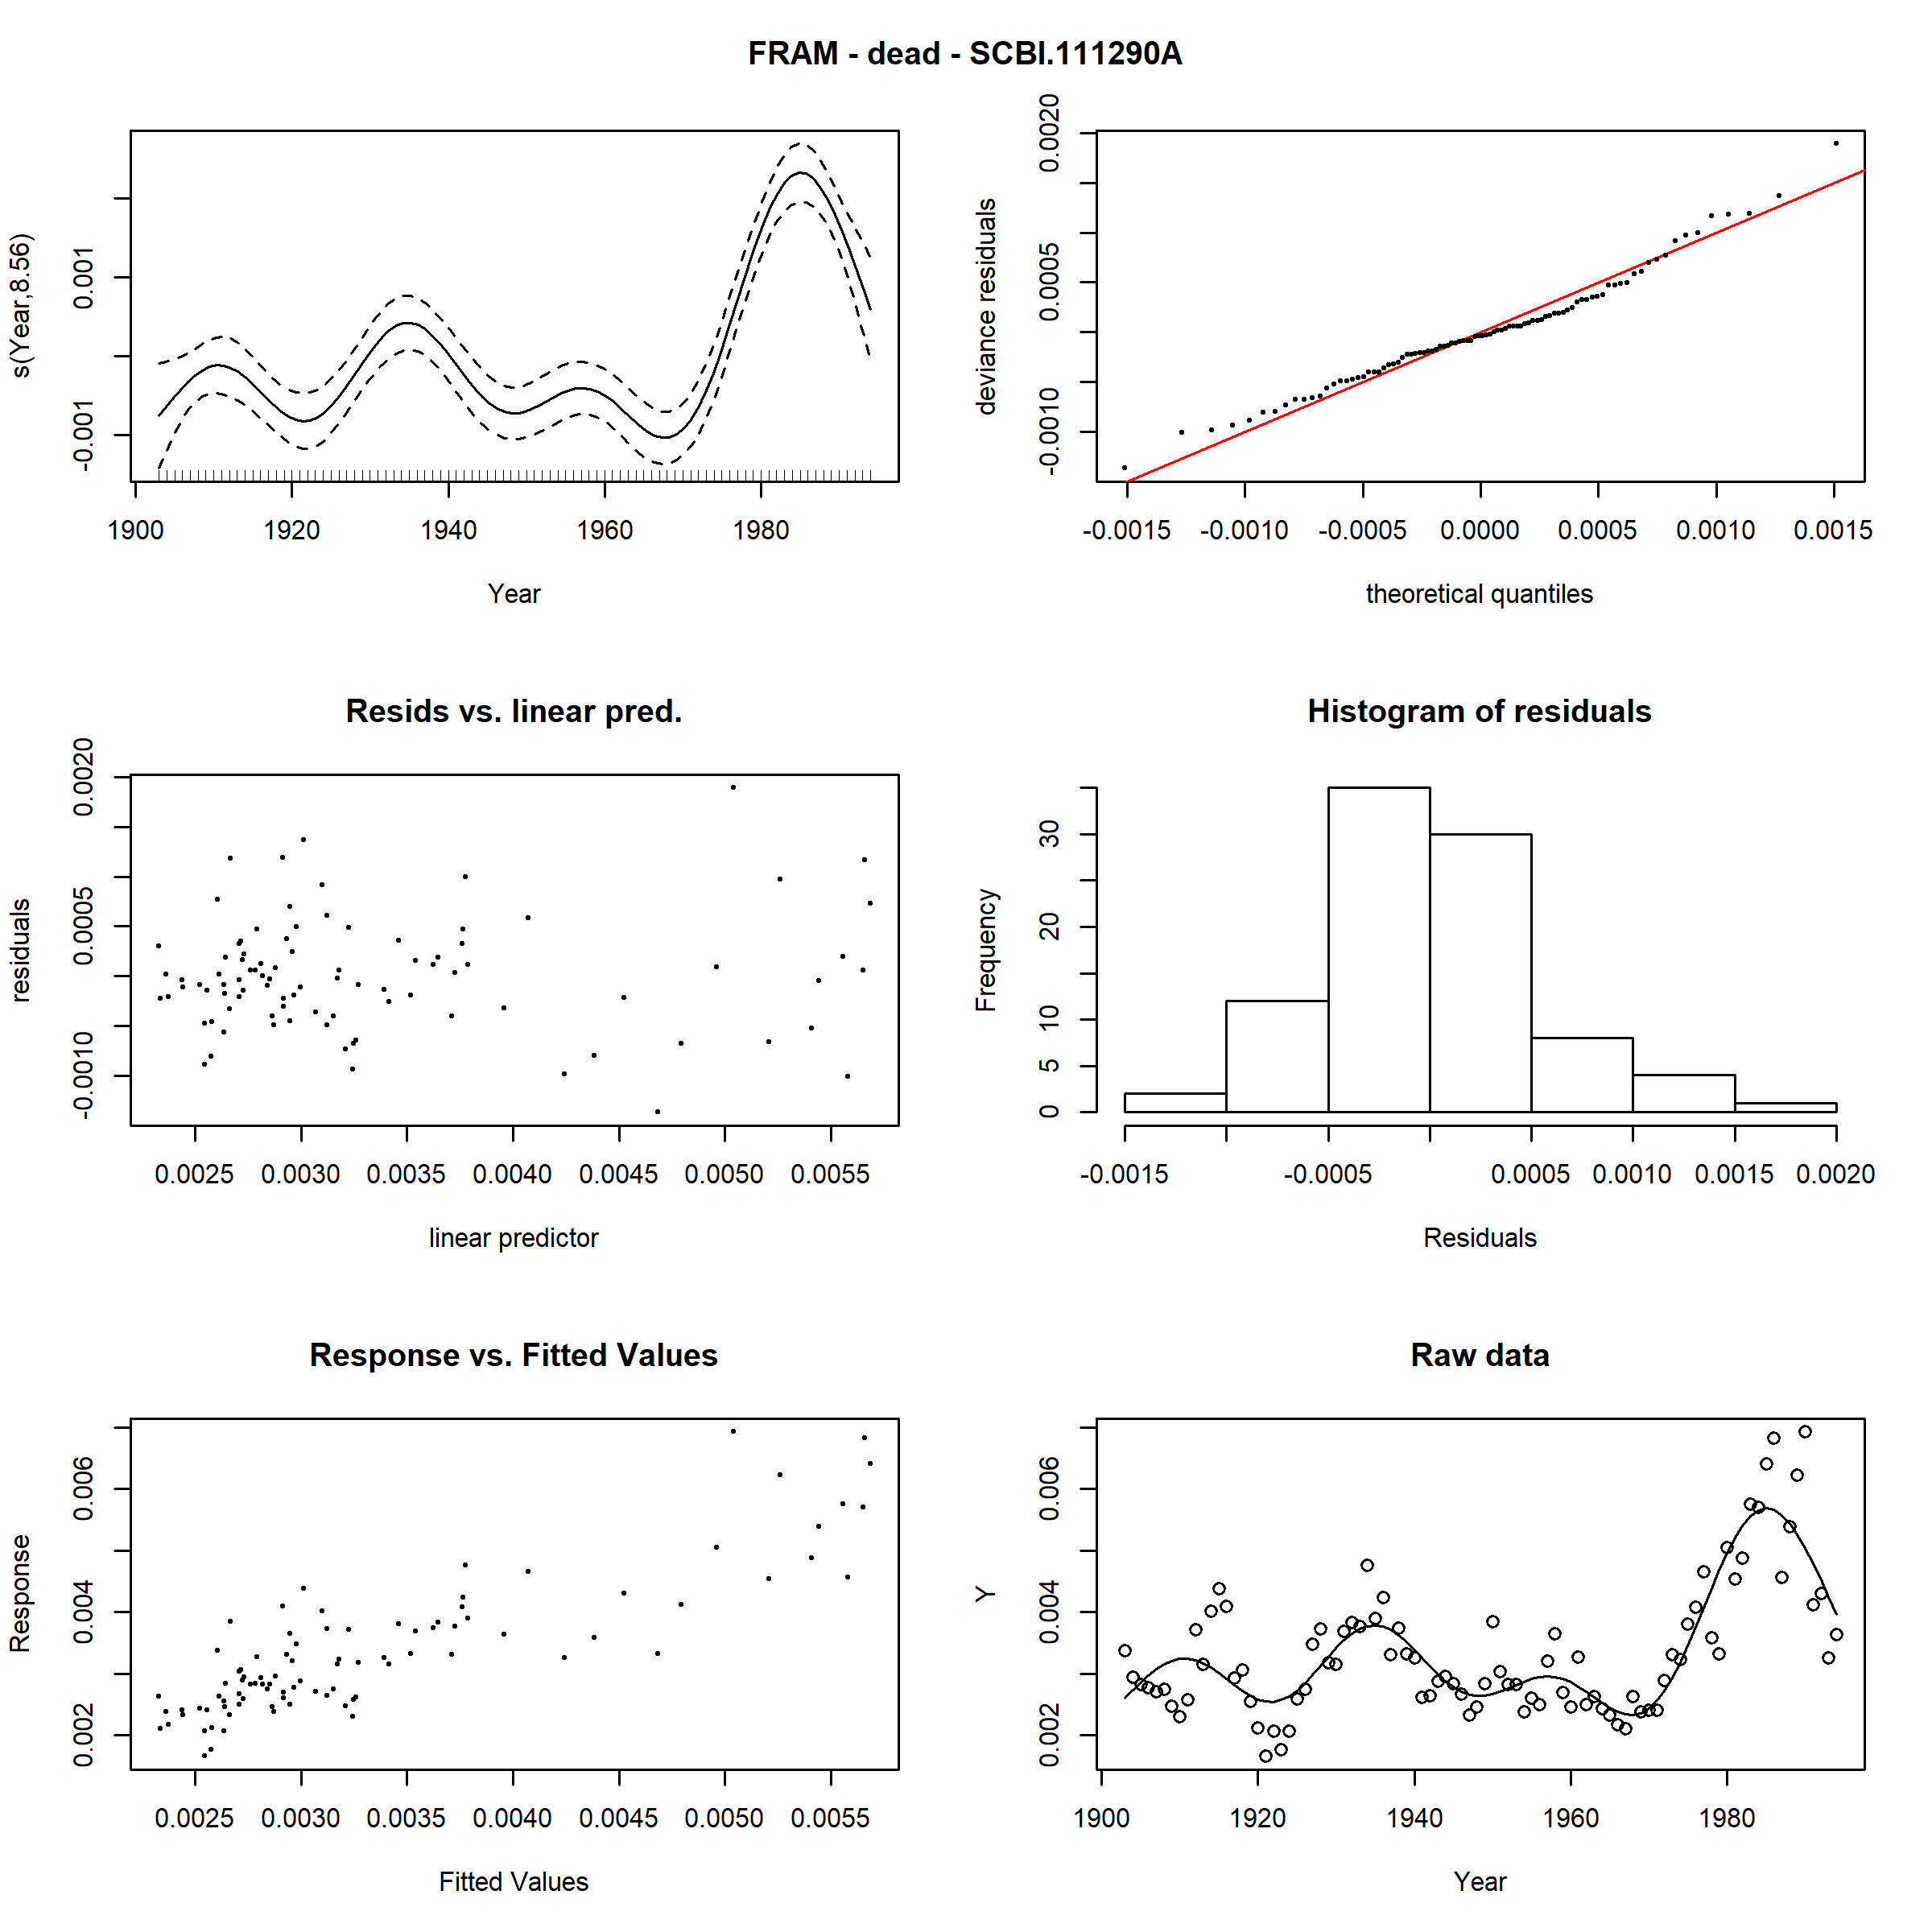 FRAM - dead - SCBI.111290A
s(Year,8.56)
-0.001 0.001
1900 1920 1940 1960 1980
Year
deviance residuals
-0.0010 0.0005 0.0020
-0.0015 -0.0010 -0.0005 0.0000 0.0005 0.0010 0.0015
theoretical quantiles
Resids vs. linear pred.
residuals
-0.0010 0.0005 0.0020
0.0025 0.0030 0.0035 0.0040 0.0045 0.0050 0.0055
linear predictor
Histogram of residuals
Frequency
0 5 10 20 30
-0.0015 -0.0005 0.0005 0.0010 0.0015 0.0020
Residuals
Response vs. Fitted Values
Response
0.002 0.004 0.006
0.0025 0.0030 0.0035 0.0040 0.0045 0.0050 0.0055
Fitted Values
Raw data
Y
0.002 0.004 0.006
1900 1920 1940 1960 1980
Year